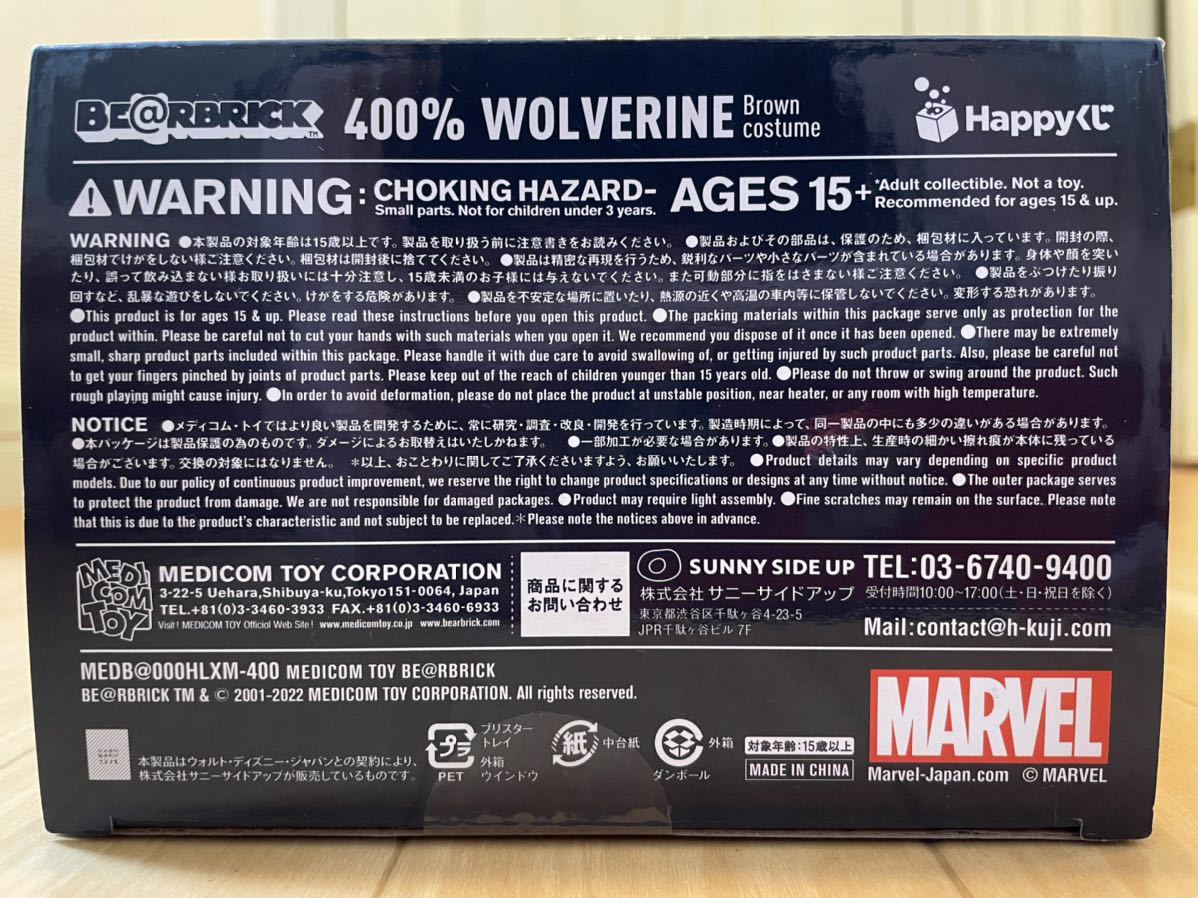 BE@RBRICK TM 400% WOLVERINE Brown costume Happyくじ
⚠WARNING: CHOKING HAZARD- Small parts. Not for children under 3 years. AGES 15+ *Adult collectible. Not a toy. Recommended for ages 15 & up.
WARNING ●本製品の対象年齢は15歳以上です。製品を取り扱う前に注意書きをお読みください。 ●製品およびその部品は、保護のため、梱包材に入っています。開封の際、
梱包材でけがをしない様ご注意ください。梱包材は開封後に捨ててください。 ●製品は精密な再現を行うため、鋭利なパーツや小さなパーツが含まれている場合があります。身体や顔を突い
たり、誤って飲み込まない様お取り扱いには十分注意し、15歳未満のお子様には与えないでください。また可動部分に指をはさまない様ご注意ください。 ●製品をぶつけたり振り
回すなど、乱暴な遊びをしないでください。けがをする危険があります。 ●製品を不安定な場所に置いたり、熱源の近くや高温の車内等に保管しないでください。変形する恐れがあります。
●This product is for ages 15 & up. Please read these instructions before you open this product. ●The packing materials within this package serve only as protection for the
product within. Please be careful not to cut your hands with such materials when you open it. We recommend you dispose of it once it has been opened. ●There may be extremely
small, sharp product parts included within this package. Please handle it with due care to avoid swallowing of, or getting injured by such product parts. Also, please be careful not
to get your fingers pinched by joints of product parts. Please keep out of the reach of children younger than 15 years old. ●Please do not throw or swing around the product. Such
rough playing might cause injury. ●In order to avoid deformation, please do not place the product at unstable position, near heater, or any room with high temperature.
NOTICE ●メディコム・トイではより良い製品を開発するために、常に研究・調査・改良・開発を行っています。製造時期によって、同一製品の中にも多少の違いがある場合があります。
●本パッケージは製品保護の為のものです。ダメージによるお取替えはいたしかねます。 ●一部加工が必要な場合があります。●製品の特性上、生産時の細かい擦れ痕が本体に残っている
場合がございます。交換の対象にはなりません。 *以上、おことわりに関してご了承くださいますよう、お願いいたします。 ●Product details may vary depending on specific product
models. Due to our policy of continuous product improvement, we reserve the right to change product specifications or designs at any time without notice. ●The outer package serves
to protect the product from damage. We are not responsible for damaged packages. ●Product may require light assembly. ●Fine scratches may remain on the surface. Please note
that this is due to the product's characteristic and not subject to be replaced.*Please note the notices above in advance.
MEDI COM TOY
MEDICOM TOY CORPORATION
3-22-5 Uehara,Shibuya-ku,Tokyo151-0064, Japan
TEL.+81(0)3-3460-3933 FAX.+81(0)3-3460-6933
Visit! MEDICOM TOY Official Web Site! www.medicomtoy.co.jp www.bearbrick.com
商品に関する
お問い合わせ
SUNNY SIDE UP
株式会社 サニーサイドアップ
東京都渋谷区千駄ヶ谷4-23-5
JPR千駄ヶ谷ビル 7F
TEL:03-6740-9400
受付時間10:00~17:00(土・日・祝日を除く)
Mail:contact@h-kuji.com
MEDB@000HLXM-400 MEDICOM TOY BE@RBRICK
BE@RBRICK TM & © 2001-2022 MEDICOM TOY CORPORATION. All rights reserved.
本製品はウォルト・ディズニー・ジャパンとの契約により、
株式会社サニーサイドアップが販売しているものです。
プラ
PET
ブリスター
トレイ
外箱
ウインドウ
紙 中台紙
ダンボール
外箱
対象年齢:15歳以上
MADE IN CHINA
MARVEL
Marvel-Japan.com © MARVEL